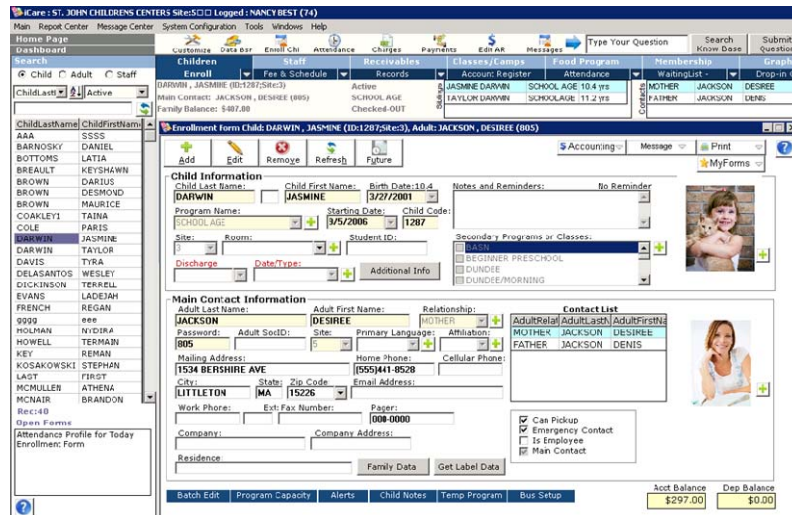 iCare : ST. JOHN CHILDRENS CENTERS Site:5 Logged : NANCY BEST (74)
Main Report Center Message Center System Configuration Tools Windows Help
Home Page
Dashboard
Customize Data Bar Enroll Chl Attendance Charges Payments Edit AR Messages
Type Your Question
Search Know Base
Submit Question
Search
Child Adult Staff
ChildLastN Active
Children Staff Receivables Classes/Camps Food Program Membership Graph
Enroll Fee & Schedule Records Account Register Attendance WaitingList - Drop-in C
DARWIN , JASMINE (ID:1287;Site:3) Active
Main Contact: JACKSON , DESIREE (805) SCHOOL AGE
Family Balance: $407.00 Checked-OUT
Siblings
JASMINE DARWIN SCHOOL AGE 10.4 yrs
TAYLOR DARWIN SCHOOL AGE 11.2 yrs
Contacts
MOTHER JACKSON DESIREE
FATHER JACKSON DENIS
ChildLastName ChildFirstName
AAA SSSS
BARNOSKY DANIEL
BOTTOMS LATIA
BREAULT KEYSHAWN
BROWN DARIUS
BROWN DESMOND
BROWN MAURICE
COAKLEY1 TAINA
COLE PARIS
DARWIN JASMINE
DARWIN TAYLOR
DAVIS TYRA
DELASANTOS WESLEY
DICKINSON TERRELL
EVANS LADEJAH
FRENCH REGAN
gggg eee
HOLMAN NYDIRA
HOWELL TERMAIN
KEY REMAN
KOSAKOWSKI STEPHAN
LAST FIRST
MCMULLEN ATHENA
MCNAIR BRANDON
Rec:40
Open Forms
Attendance Profile for Today
Enrollment Form
Enrollment form Child: DARWIN , JASMINE (ID:1287;Site:3), Adult: JACKSON , DESIREE (805)
Add Edit Remove Refresh Future
$ Accounting Message Print
MyForms
Child Information
Child Last Name: Child First Name: Birth Date:10.4 Notes and Reminders: No Reminder
DARWIN JASMINE 3/27/2001
Program Name: Starting Date: Child Code:
SCHOOL AGE 3/5/2006 1287
Site: Room: Student ID: Secondary Programs or Classes:
3
BASN
BEGINNER PRESCHOOL
DUNDEE
DUNDEE/MORNING
Discharge Date/Type:
Additional Info
Main Contact Information
Adult Last Name: Adult First Name: Relationship:
JACKSON DESIREE MOTHER
Password: Adult SocID: Site: Primary Language: Affiliation:
805 5
Mailing Address: Home Phone: Cellular Phone:
1534 BERSHIRE AVE (555)441-8528
City: State: Zip Code Email Address:
LITTLETON MA 15226
Work Phone: Ext: Fax Number: Pager:
000-0000
Company: Company Address:
Residence:
Family Data Get Label Data
Contact List
AdultRelat AdultLastN AdultFirstNa
MOTHER JACKSON DESIREE
FATHER JACKSON DENIS
Can Pickup
Emergency Contact
Is Employee
Main Contact
Batch Edit Program Capacity Alerts Child Notes Temp Program Bus Setup
Acct Balance Dep Balance
$297.00 $0.00